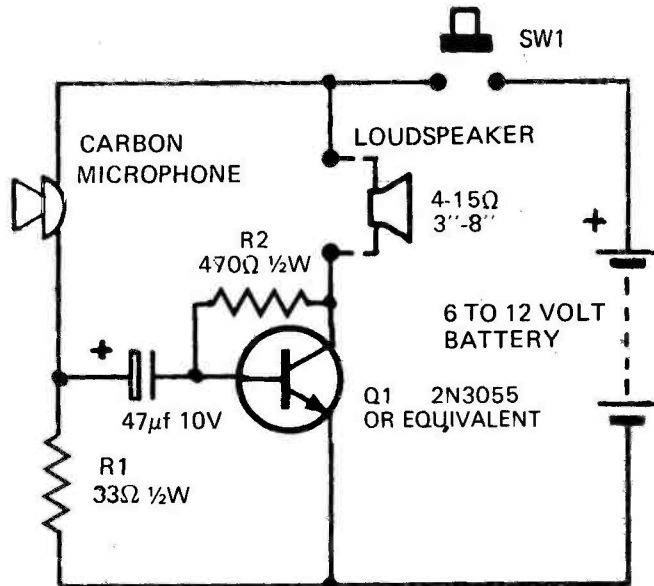 SW1
CARBON
MICROPHONE
LOUDSPEAKER
4-15Ω
3"-8"
R2
470Ω ½W
+
6 TO 12 VOLT
BATTERY
+
47µf 10V
Q1 2N3055
OR EQUIVALENT
R1
33Ω ½W